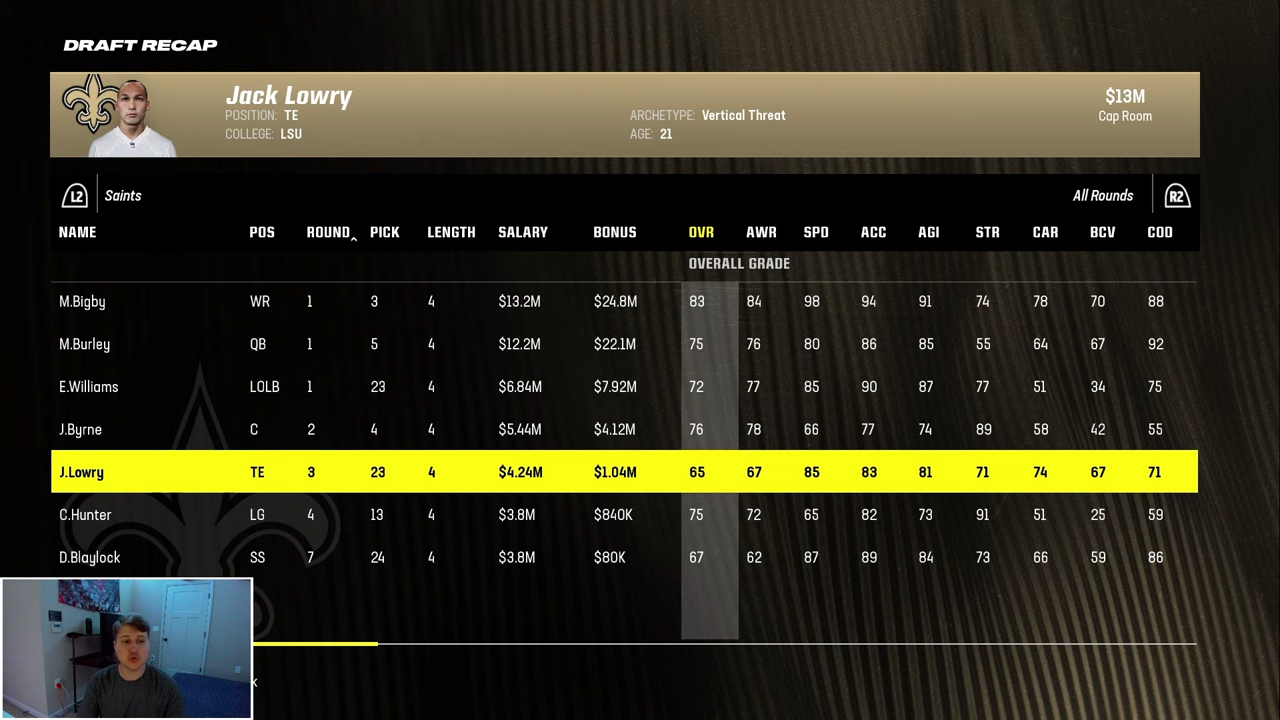 DRAFT RECAP
Jack Lowry
POSITION: TE
COLLEGE: LSU
ARCHETYPE: Vertical Threat
AGE: 21
$13M
Cap Room
L2 Saints All Rounds R2
NAME POS ROUND PICK LENGTH SALARY BONUS OVR AWR SPD ACC AGI STR CAR BCV COD
OVERALL GRADE
M.Bigby WR 1 3 4 $13.2M $24.8M 83 84 98 94 91 74 78 70 88
M.Burley QB 1 5 4 $12.2M $22.1M 75 76 80 86 85 55 64 67 92
E.Williams LOLB 1 23 4 $6.84M $7.92M 72 77 85 90 87 77 51 34 75
J.Byrne C 2 4 4 $5.44M $4.12M 76 78 66 77 74 89 58 42 55
J.Lowry TE 3 23 4 $4.24M $1.04M 65 67 85 83 81 71 74 67 71
C.Hunter LG 4 13 4 $3.8M $840K 75 72 65 82 73 91 51 25 59
D.Blaylock SS 7 24 4 $3.8M $80K 67 62 87 89 84 73 66 59 86